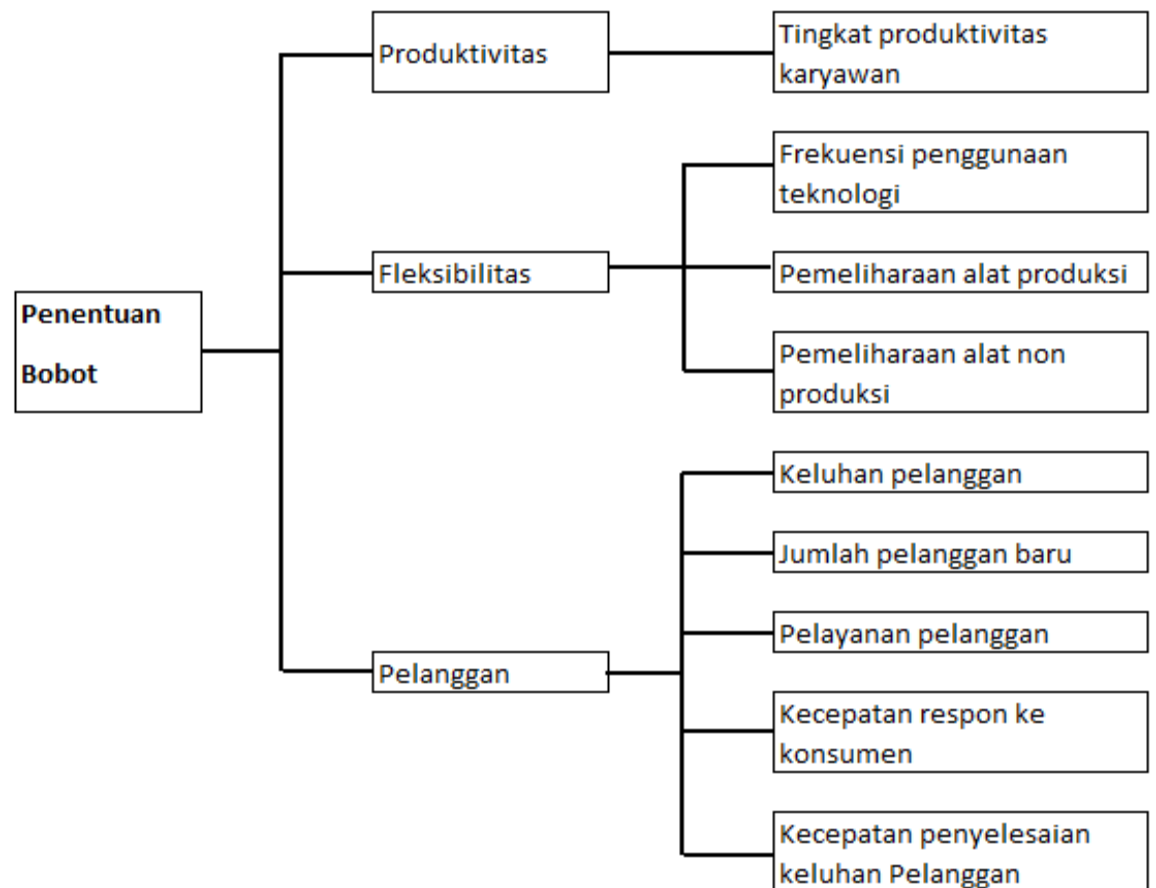 Produktivitas
Tingkat produktivitas
karyawan
Frekuensi penggunaan
teknologi
Fleksibilitas
Pemeliharaan alat produksi
Penentuan
Bobot
Pemeliharaan alat non
produksi
Keluhan pelanggan
Jumlah pelanggan baru
Pelayanan pelanggan
Pelanggan
Kecepatan respon ke
konsumen
Kecepatan penyelesaian
keluhan Pelanggan